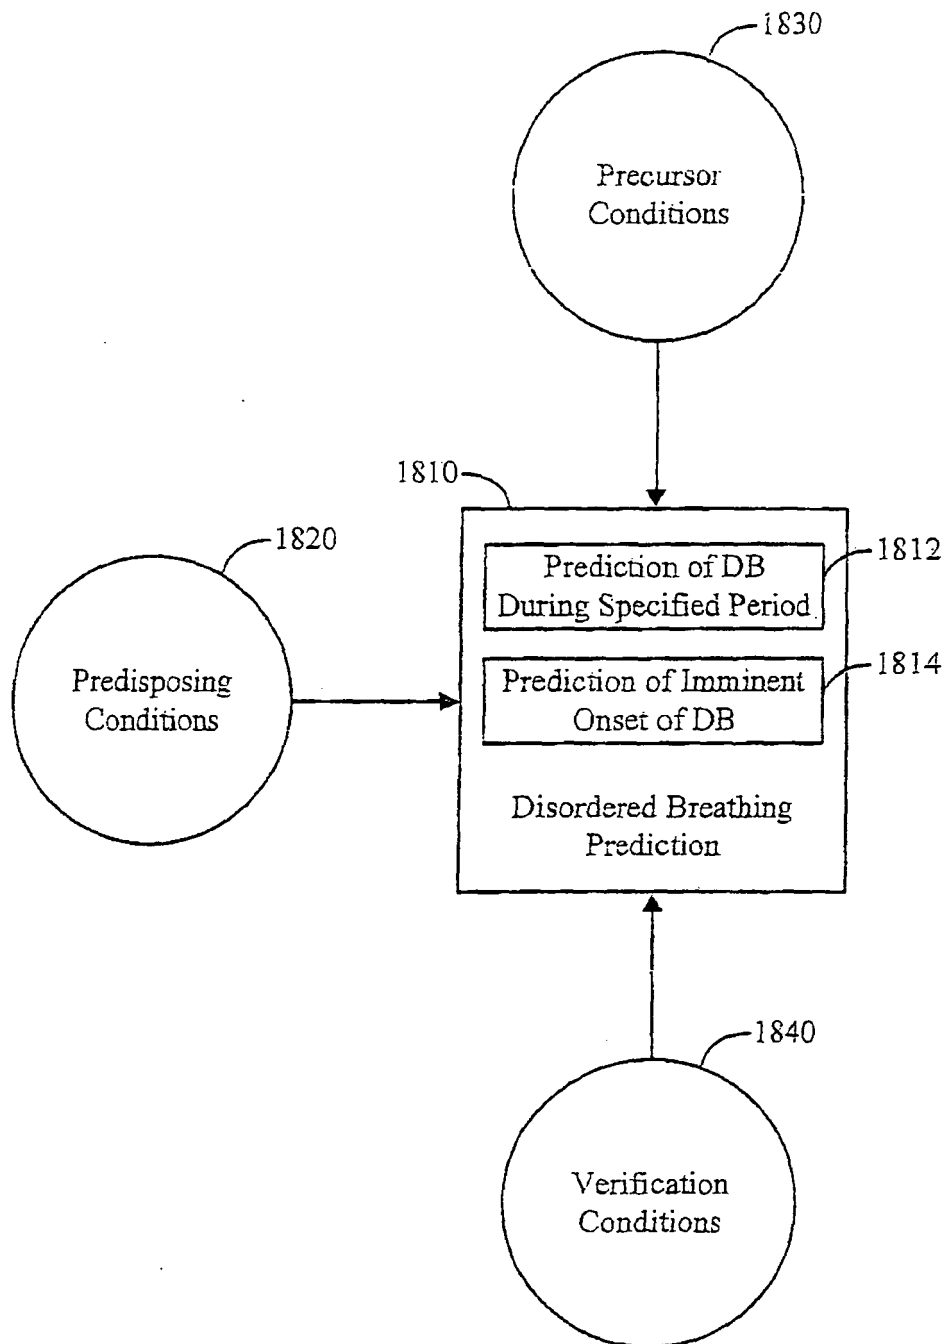 1830
Precursor
Conditions
1810
1820
Prediction of DB
During Specified Period
1812
Predisposing
Conditions
Prediction of Imminent
Onset of DB
1814
Disordered Breathing
Prediction
1840
Verification
Conditions